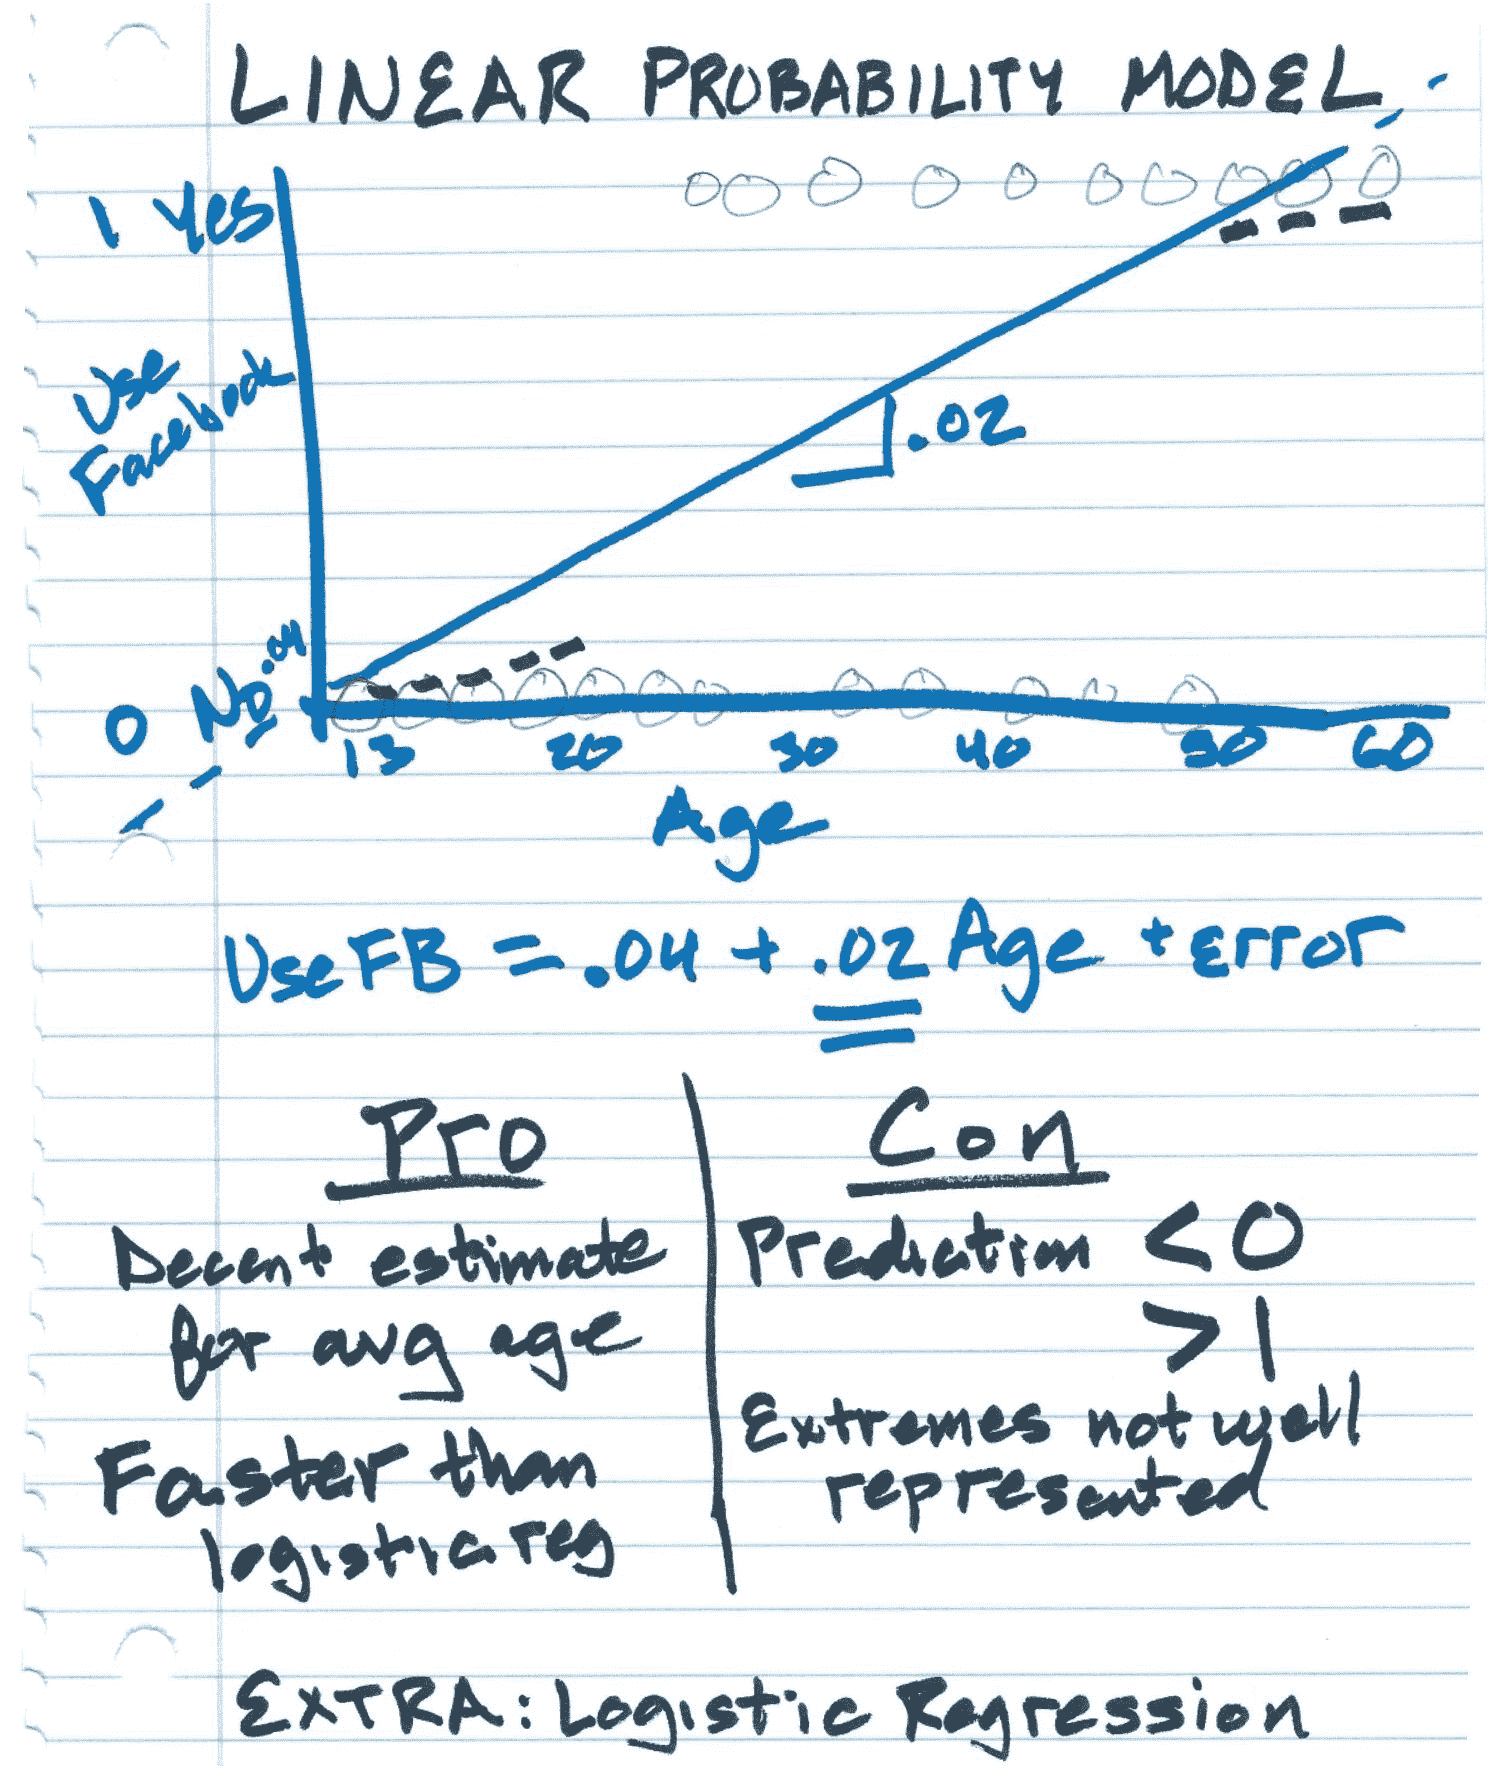 LINEAR PROBABILITY MODEL
1 Yes
Use
Facebook
.02
.04
0 No
13 20 30 40 50 60
Age
Use FB = .04 + .02 Age + Error
Pro
Decent estimate
for avg age
Faster than
logistic reg
Con
Prediction < 0
> 1
Extremes not well
represented
EXTRA: Logistic Regression